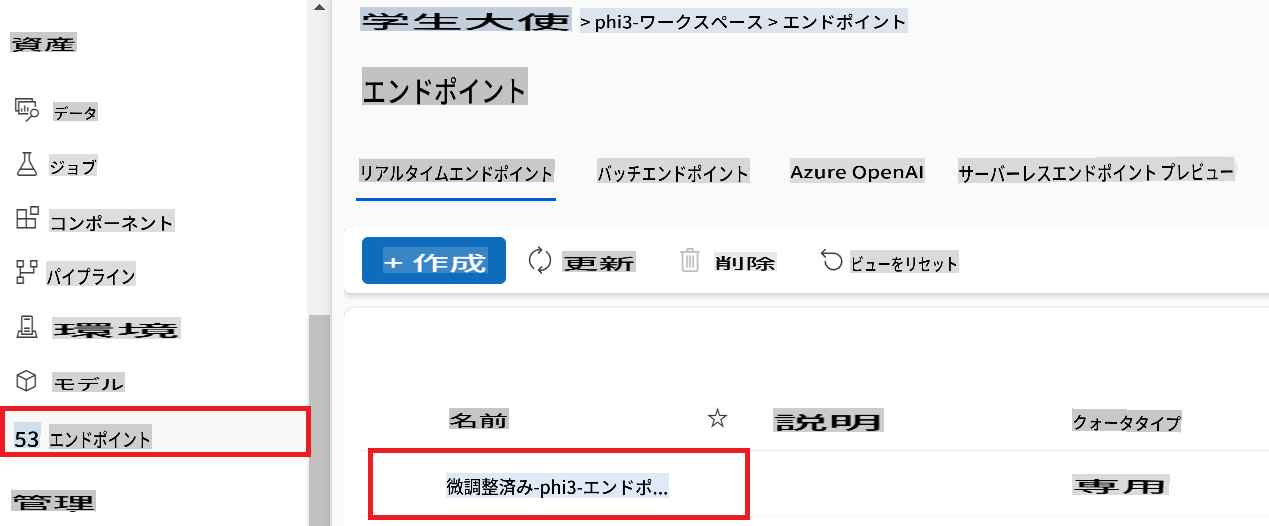 資産
データ
ジョブ
コンポーネント
パイプライン
環境
モデル
53 エンドポイント
管理
学生大使 > phi3-ワークスペース > エンドポイント
エンドポイント
リアルタイムエンドポイント バッチエンドポイント Azure OpenAI サーバーレスエンドポイント プレビュー
+ 作成 更新 削除 ビューをリセット
名前 説明 クォータタイプ
微調整済み-phi3-エンドポ... 専用